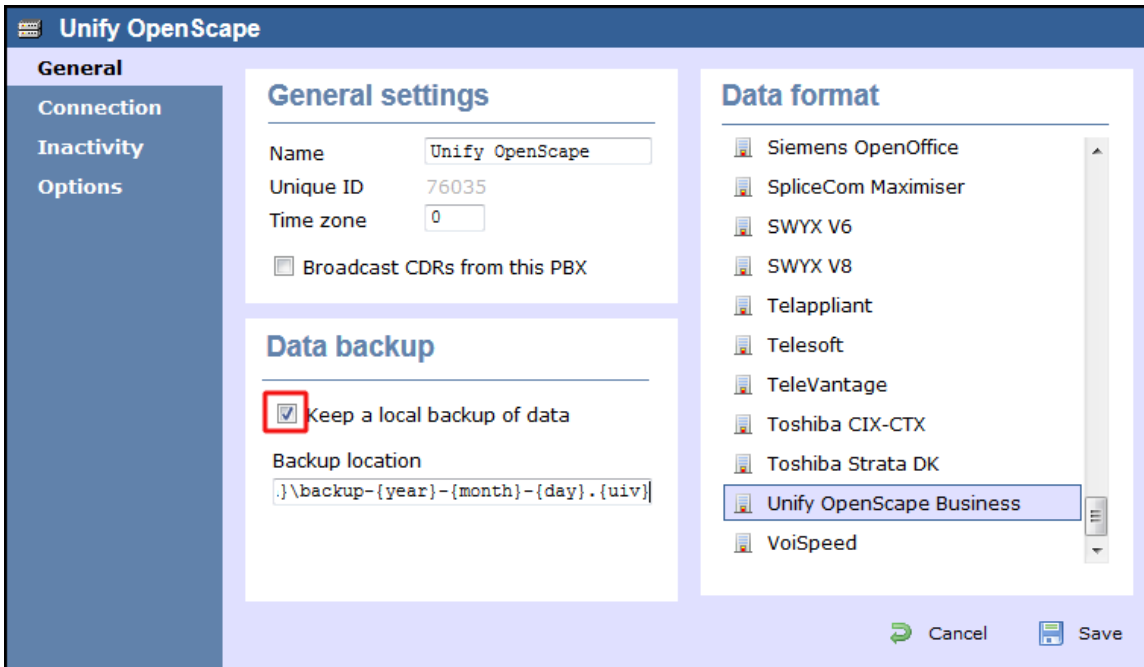 Unify OpenScape
General
Connection
Inactivity
Options
General settings
Name Unify OpenScape
Unique ID 76035
Time zone 0
Broadcast CDRs from this PBX
Data backup
Keep a local backup of data
Backup location
.}\backup-{year}-{month}-{day}.{uiv}
Data format
Siemens OpenOffice
SpliceCom Maximiser
SWYX V6
SWYX V8
Telappliant
Telesoft
TeleVantage
Toshiba CIX-CTX
Toshiba Strata DK
Unify OpenScape Business
VoiSpeed
Cancel Save